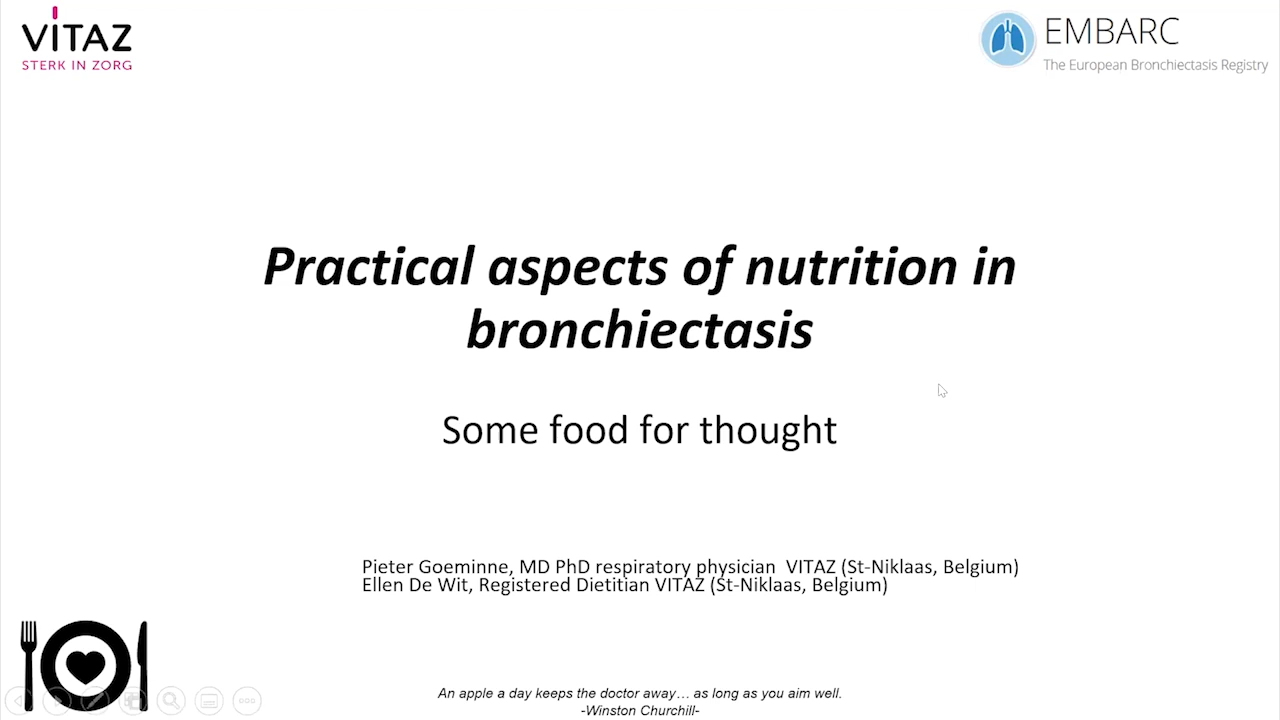 VITAZ
STERK IN ZORG
EMBARC
The European Bronchiectasis Registry
Practical aspects of nutrition in
bronchiectasis
Some food for thought
Pieter Goeminne, MD PhD respiratory physician VITAZ (St-Niklaas, Belgium)
Ellen De Wit, Registered Dietitian VITAZ (St-Niklaas, Belgium)
An apple a day keeps the doctor away… as long as you aim well.
-Winston Churchill-